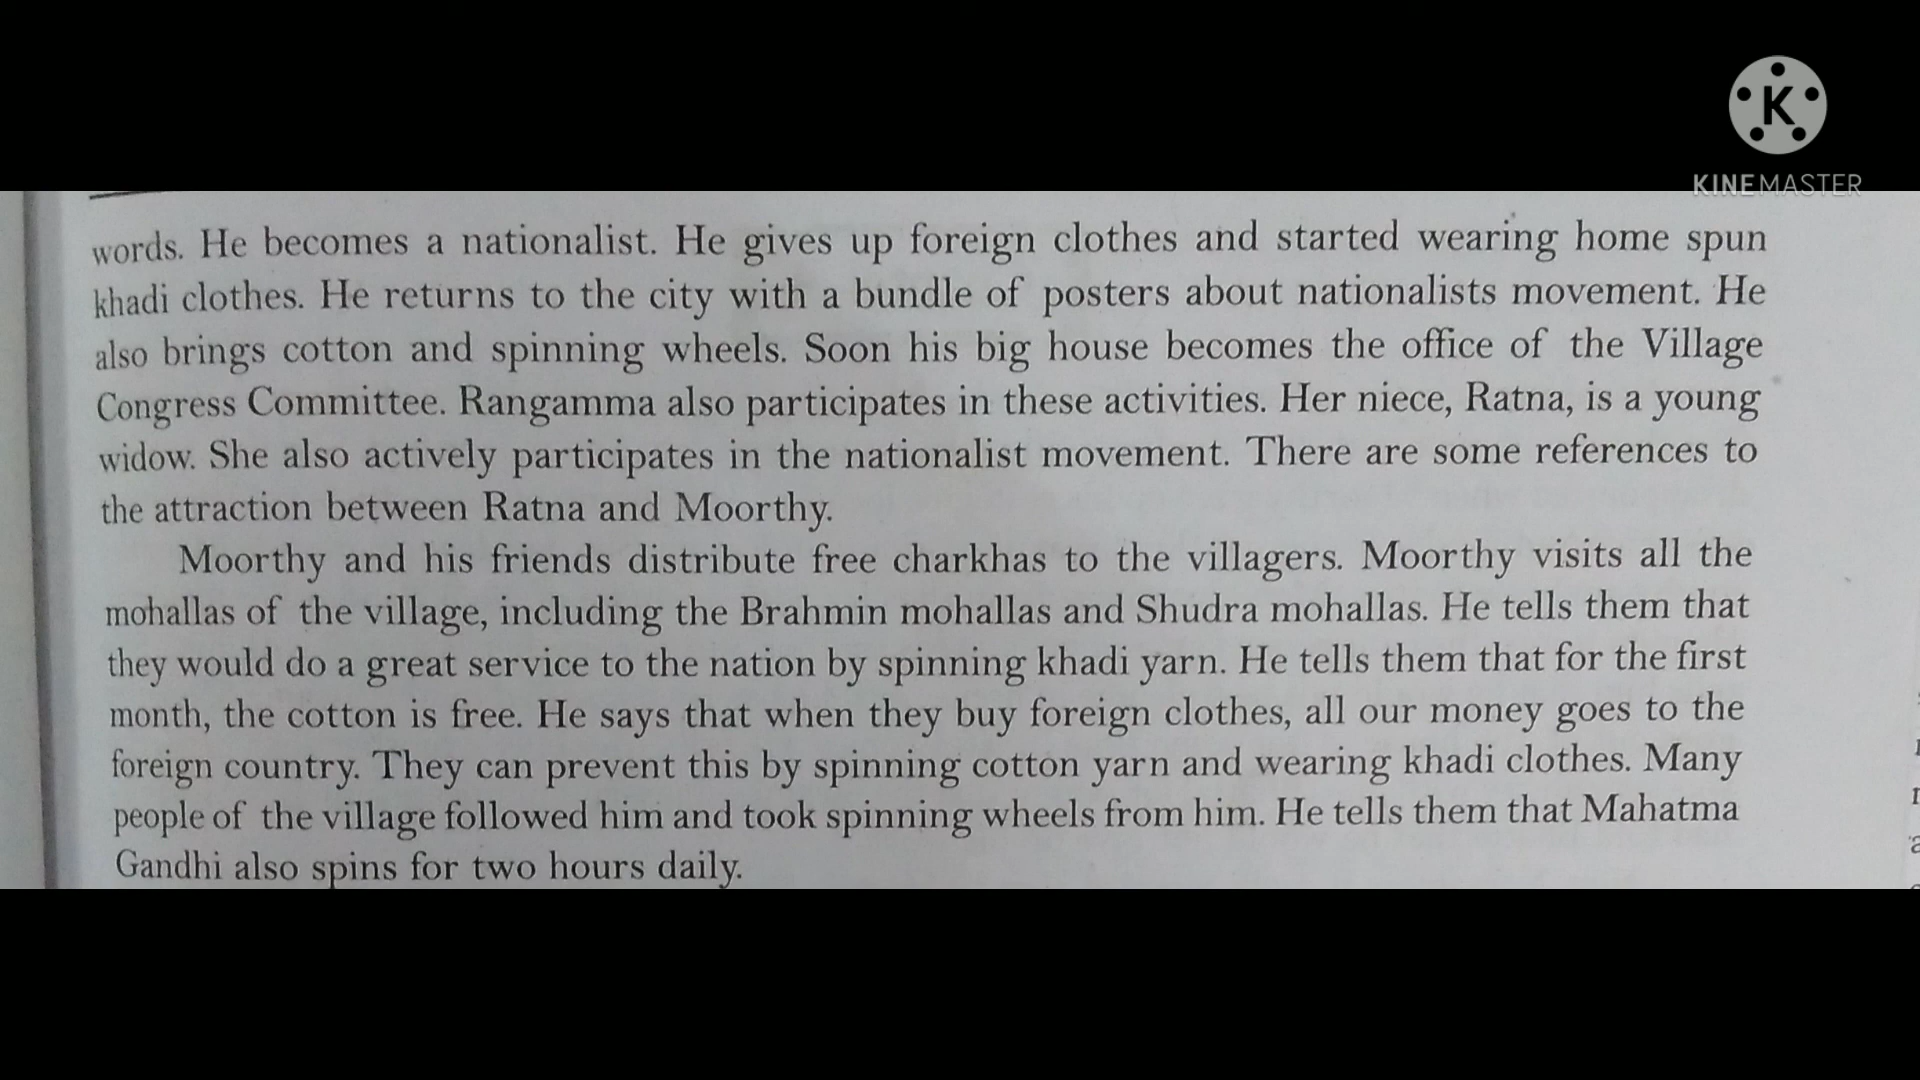 K
KINEMASTER
words. He becomes a nationalist. He gives up foreign clothes and started wearing home spun
khadi clothes. He returns to the city with a bundle of posters about nationalists movement. He
also brings cotton and spinning wheels. Soon his big house becomes the office of the Village
Congress Committee. Rangamma also participates in these activities. Her niece, Ratna, is a young
widow. She also actively participates in the nationalist movement. There are some references to
the attraction between Ratna and Moorthy.
Moorthy and his friends distribute free charkhas to the villagers. Moorthy visits all the
mohallas of the village, including the Brahmin mohallas and Shudra mohallas. He tells them that
they would do a great service to the nation by spinning khadi yarn. He tells them that for the first
month, the cotton is free. He says that when they buy foreign clothes, all our money goes to the
foreign country. They can prevent this by spinning cotton yarn and wearing khadi clothes. Many
people of the village followed him and took spinning wheels from him. He tells them that Mahatma
Gandhi also spins for two hours daily.